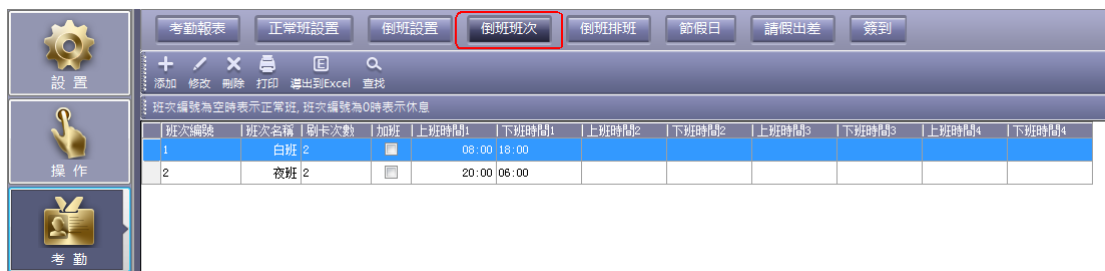 考勤報表 正常班設置 倒班設置 倒班班次 倒班排班 節假日 請假出差 簽到
設 置
添加 修改 刪除 打印 導出到Excel 查找
班次編號為空時表示正常班, 班次編號為0時表示休息
班次編號 班次名稱 刷卡次數 加班 上班時間1 下班時間1 上班時間2 下班時間2 上班時間3 下班時間3 上班時間4 下班時間4
1 白班 2 08:00 18:00
2 夜班 2 20:00 06:00
操 作
考 勤